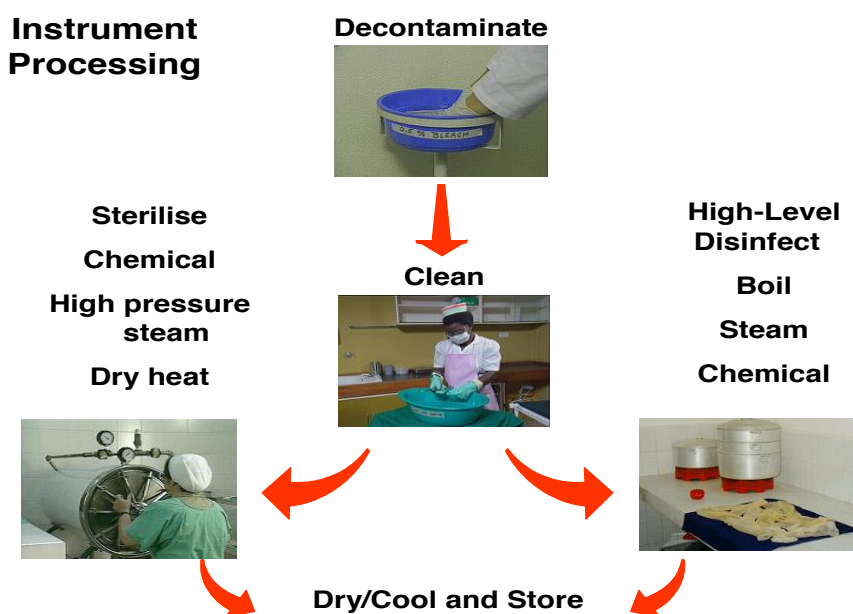 Instrument
Processing
Decontaminate
0.5 % BLEACH
Sterilise
Chemical
High pressure
steam
Dry heat
Clean
High-Level
Disinfect
Boil
Steam
Chemical
Dry/Cool and Store